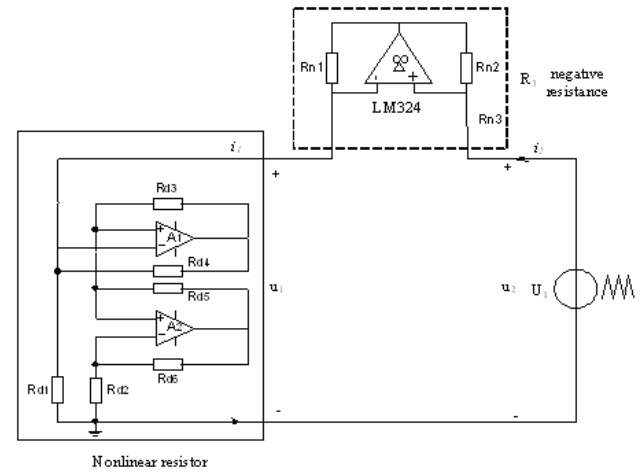 Rn1
Rn2
∞
- +
LM324
R3 negative
resistance
Rn3
i1
i2
+
+
Rd3
+
A1
−
Rd4
Rd5
u1
u2
U1
+
A2
−
Rd6
Rd1
Rd2
-
-
Nonlinear resistor